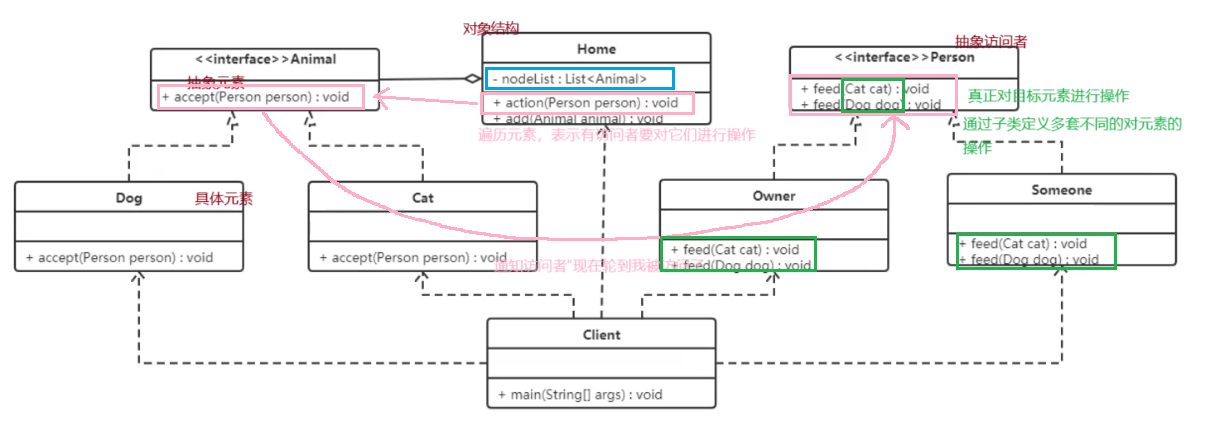 对象结构
<<interface>>Animal
抽象元素
+ accept(Person person) : void
Home
- nodeList : List<Animal>
+ action(Person person) : void
+ add(Animal animal) : void
遍历元素，表示有访问者要对它们进行操作
抽象访问者
<<interface>>Person
+ feed(Cat cat) : void
+ feed(Dog dog) : void
真正对目标元素进行操作
通过子类定义多套不同的对元素的
操作
Dog
具体元素
+ accept(Person person) : void
Cat
+ accept(Person person) : void
Owner
+ feed(Cat cat) : void
+ feed(Dog dog) : void
通知访问者“现在轮到我被
Someone
+ feed(Cat cat) : void
+ feed(Dog dog) : void
Client
+ main(String[] args) : void